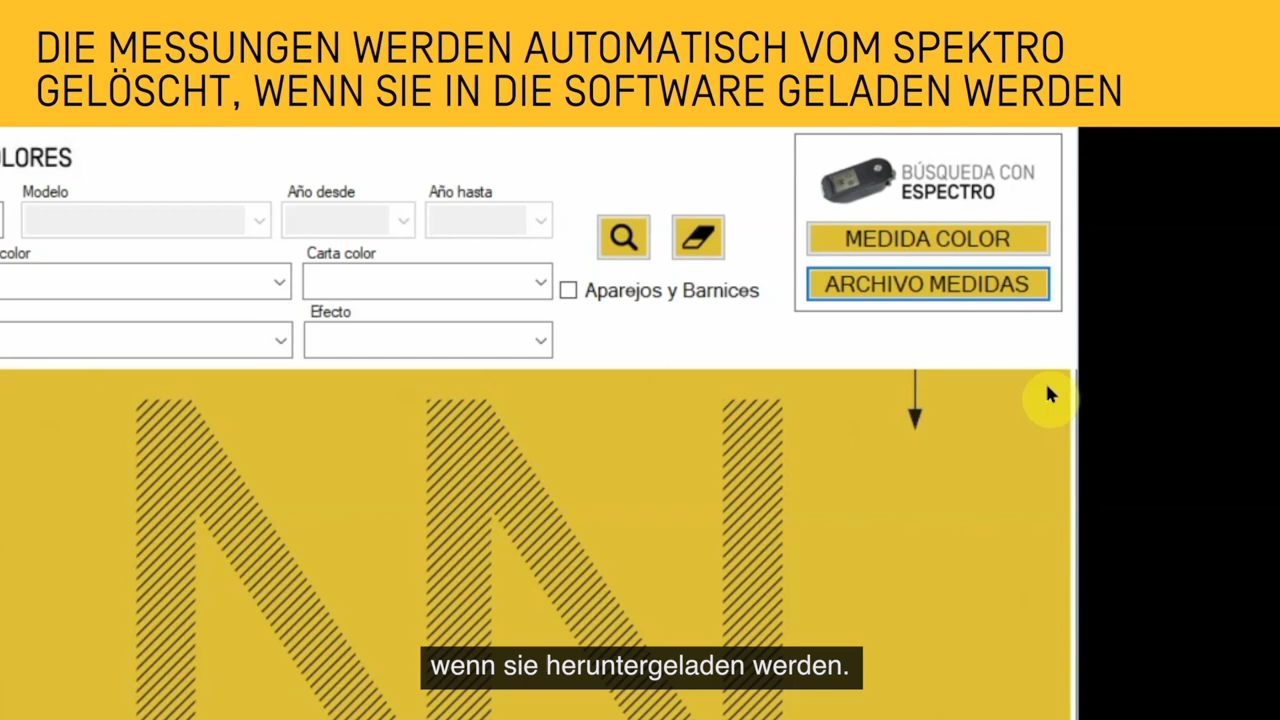 DIE MESSUNGEN WERDEN AUTOMATISCH VOM SPEKTRO
GELÖSCHT, WENN SIE IN DIE SOFTWARE GELADEN WERDEN
OLORES
BÚSQUEDA CON
ESPECTRO
Modelo
Año desde
Año hasta
MEDIDA COLOR
color
Carta color
ARCHIVO MEDIDAS
Aparejos y Barnices
Efecto
wenn sie heruntergeladen werden.